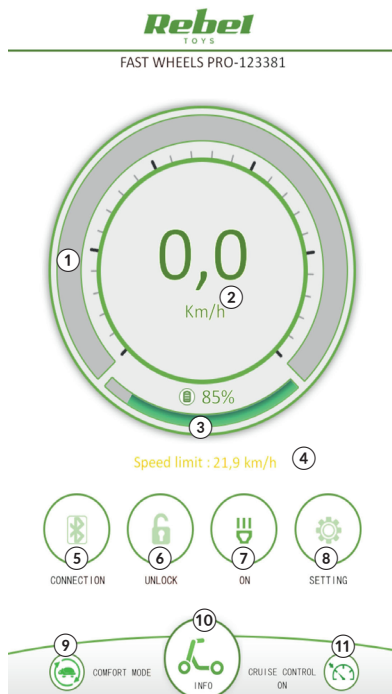 Rebel
TOYS
FAST WHEELS PRO-123381
1
0,0
2
Km/h
85%
3
Speed limit : 21,9 km/h
4
5
6
7
8
CONNECTION
UNLOCK
ON
SETTING
9
10
11
COMFORT MODE
CRUISE CONTROL
ON
INFO